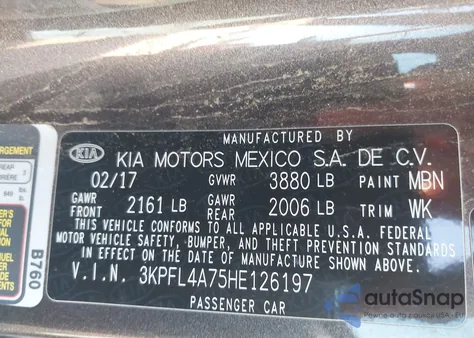 MANUFACTURED BY
KIA KIA MOTORS MEXICO S.A. DE C.V.
02/17 GVWR 3880 LB PAINT MBN
GAWR FRONT 2161 LB GAWR REAR 2006 LB TRIM WK
THIS VEHICLE CONFORMS TO ALL APPLICABLE U.S.A. FEDERAL
MOTOR VEHICLE SAFETY, BUMPER, AND THEFT PREVENTION STANDARDS
IN EFFECT ON THE DATE OF MANUFACTURE SHOWN ABOVE.
V.I.N. 3KPFL4A75HE126197
PASSENGER CAR
B760
autoSnap